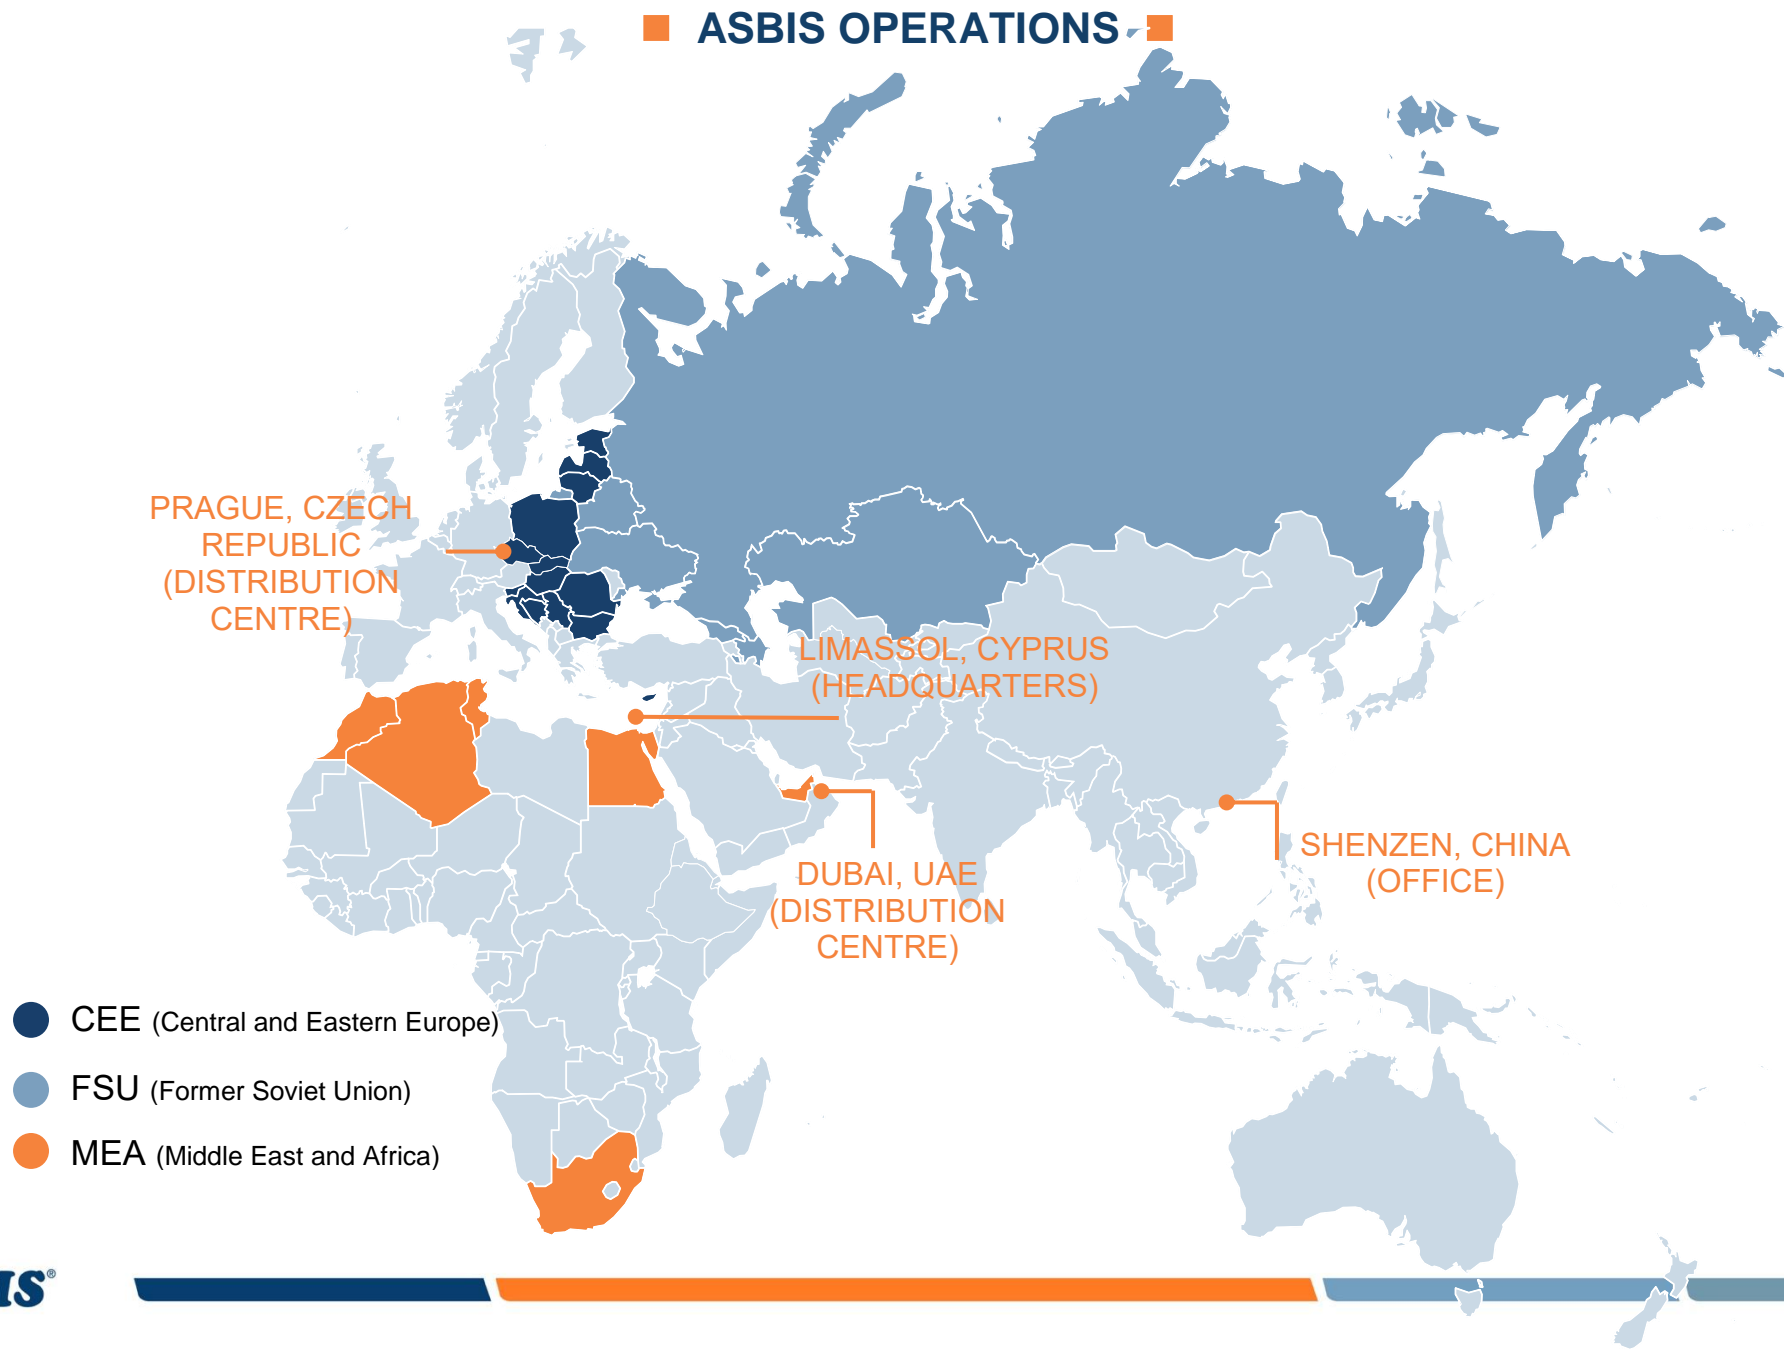 ASBIS OPERATIONS
PRAGUE, CZECH
REPUBLIC
(DISTRIBUTION
CENTRE)
LIMASSOL, CYPRUS
(HEADQUARTERS)
DUBAI, UAE
(DISTRIBUTION
CENTRE)
SHENZEN, CHINA
(OFFICE)
CEE (Central and Eastern Europe)
FSU (Former Soviet Union)
MEA (Middle East and Africa)